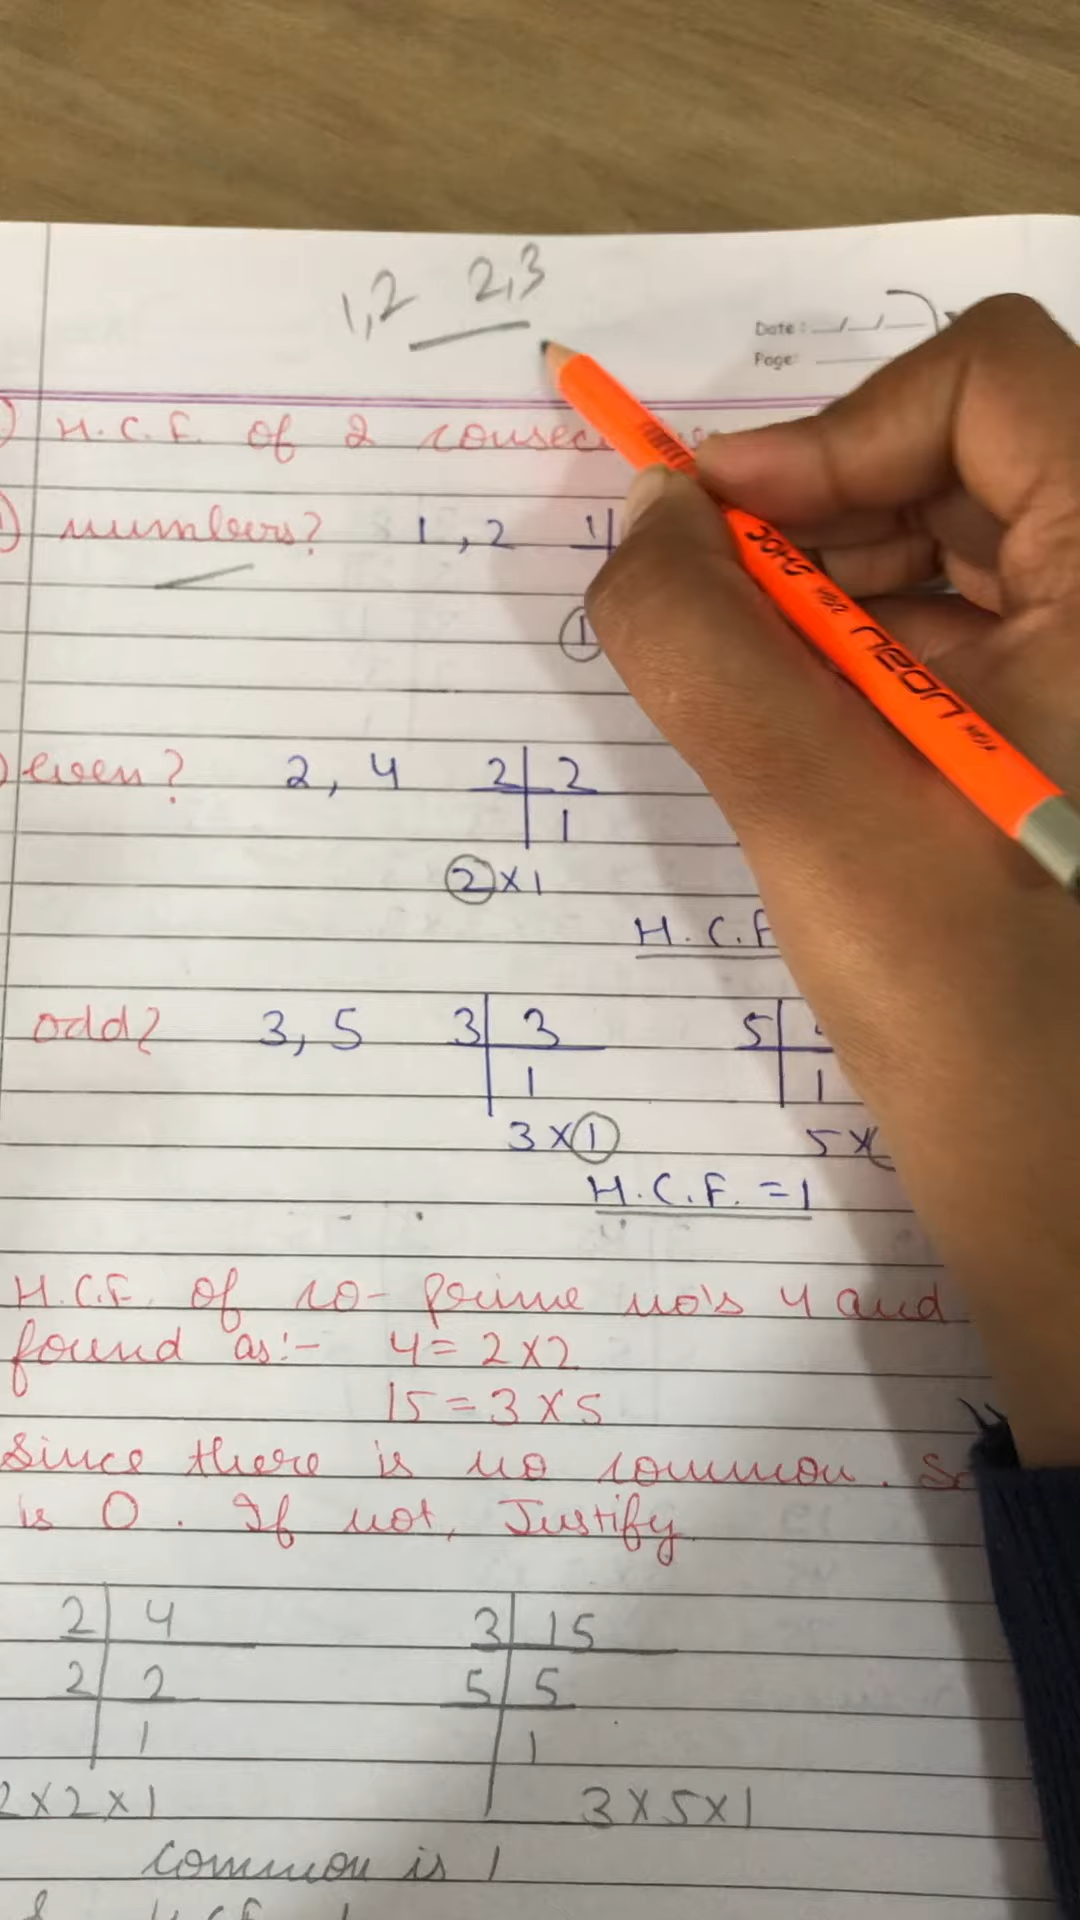 1,2 2,3
Date: __/__/__
Page:
H.C.F. of 2
numbers? 1, 2 1
1
even? 2, 4 2 2
1
2 x 1
H.C.F
odd? 3, 5 3 3 5
1 1
3 x 1 5 x
H.C.F. = 1
H.C.F. of co-prime no's 4 and
found as:- 4 = 2 x 2
15 = 3 x 5
Since there is no common.
is 0. If not, Justify.
2 4 3 15
2 2 5 5
1 1
2 x 2 x 1 3 x 5 x 1
common is 1